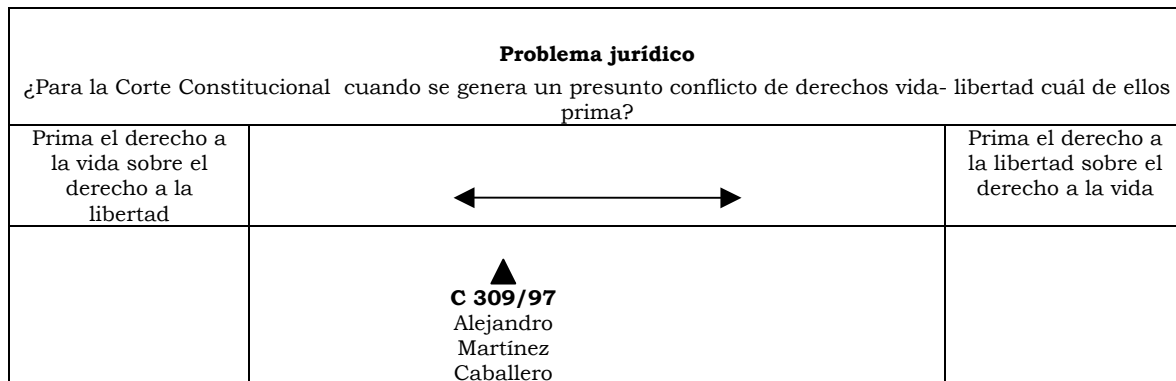 Problema jurídico
¿Para la Corte Constitucional cuando se genera un presunto conflicto de derechos vida- libertad cuál de ellos
prima?
Prima el derecho a
la vida sobre el
derecho a la
libertad
Prima el derecho a
la libertad sobre el
derecho a la vida
C 309/97
Alejandro
Martínez
Caballero